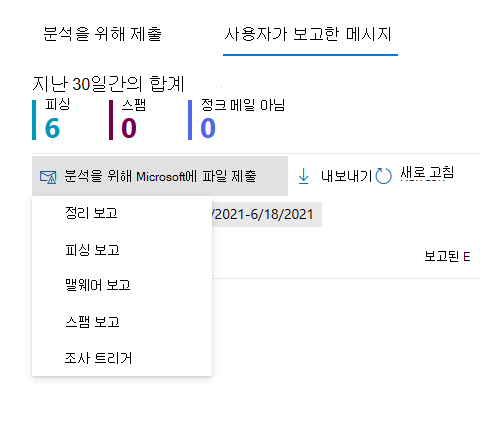 분석을 위해 제출 사용자가 보고한 메시지
지난 30일간의 합계
피싱 스팸 정크 메일 아님
6 0 0
분석을 위해 Microsoft에 파일 제출 내보내기 새로 고침
정리 보고 /2021-6/18/2021
피싱 보고 보고된 E
맬웨어 보고
스팸 보고
조사 트리거